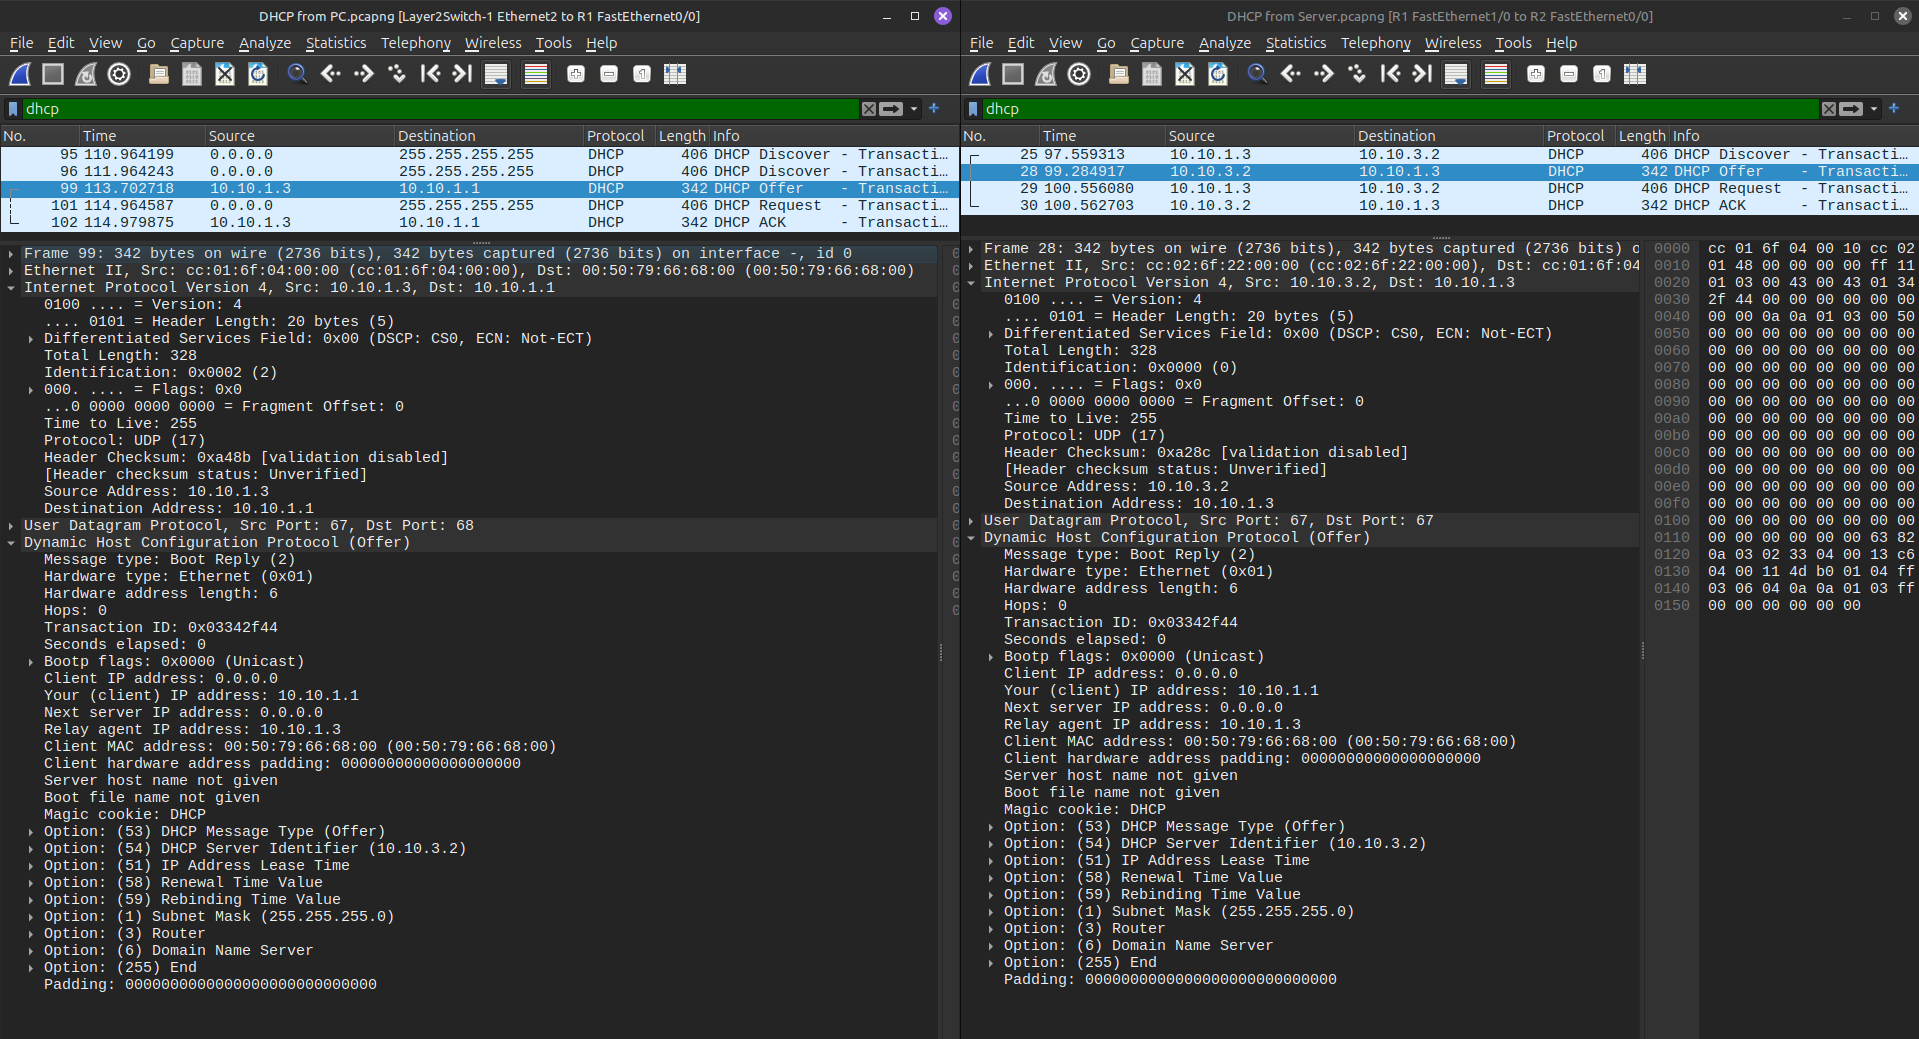 DHCP from PC.pcapng [Layer2Switch-1 Ethernet2 to R1 FastEthernet0/0]
File Edit View Go Capture Analyze Statistics Telephony Wireless Tools Help
dhcp
No. Time Source Destination Protocol Length Info
95 110.964199 0.0.0.0 255.255.255.255 DHCP 406 DHCP Discover - Transacti…
96 110.964243 0.0.0.0 255.255.255.255 DHCP 406 DHCP Discover - Transacti…
99 113.702718 10.10.1.3 10.10.1.1 DHCP 342 DHCP Offer - Transacti…
101 114.964587 0.0.0.0 255.255.255.255 DHCP 406 DHCP Request - Transacti…
102 114.979875 10.10.1.3 10.10.1.1 DHCP 342 DHCP ACK - Transacti…
Frame 99: 342 bytes on wire (2736 bits), 342 bytes captured (2736 bits) on interface -, id 0
Ethernet II, Src: cc:01:6f:04:00:00 (cc:01:6f:04:00:00), Dst: 00:50:79:66:68:00 (00:50:79:66:68:00)
Internet Protocol Version 4, Src: 10.10.1.3, Dst: 10.10.1.1
0100 .... = Version: 4
.... 0101 = Header Length: 20 bytes (5)
Differentiated Services Field: 0x00 (DSCP: CS0, ECN: Not-ECT)
Total Length: 328
Identification: 0x0002 (2)
000. .... = Flags: 0x0
...0 0000 0000 0000 = Fragment Offset: 0
Time to Live: 255
Protocol: UDP (17)
Header Checksum: 0xa48b [validation disabled]
[Header checksum status: Unverified]
Source Address: 10.10.1.3
Destination Address: 10.10.1.1
User Datagram Protocol, Src Port: 67, Dst Port: 68
Dynamic Host Configuration Protocol (Offer)
Message type: Boot Reply (2)
Hardware type: Ethernet (0x01)
Hardware address length: 6
Hops: 0
Transaction ID: 0x03342f44
Seconds elapsed: 0
Bootp flags: 0x0000 (Unicast)
Client IP address: 0.0.0.0
Your (client) IP address: 10.10.1.1
Next server IP address: 0.0.0.0
Relay agent IP address: 10.10.1.3
Client MAC address: 00:50:79:66:68:00 (00:50:79:66:68:00)
Client hardware address padding: 00000000000000000000
Server host name not given
Boot file name not given
Magic cookie: DHCP
Option: (53) DHCP Message Type (Offer)
Option: (54) DHCP Server Identifier (10.10.3.2)
Option: (51) IP Address Lease Time
Option: (58) Renewal Time Value
Option: (59) Rebinding Time Value
Option: (1) Subnet Mask (255.255.255.0)
Option: (3) Router
Option: (6) Domain Name Server
Option: (255) End
Padding: 0000000000000000000000000000
DHCP from Server.pcapng [R1 FastEthernet1/0 to R2 FastEthernet0/0]
File Edit View Go Capture Analyze Statistics Telephony Wireless Tools Help
dhcp
No. Time Source Destination Protocol Length Info
25 97.559313 10.10.1.3 10.10.3.2 DHCP 406 DHCP Discover - Transacti…
28 99.284917 10.10.3.2 10.10.1.3 DHCP 342 DHCP Offer - Transacti…
29 100.556080 10.10.1.3 10.10.3.2 DHCP 406 DHCP Request - Transacti…
30 100.562703 10.10.3.2 10.10.1.3 DHCP 342 DHCP ACK - Transacti…
Frame 28: 342 bytes on wire (2736 bits), 342 bytes captured (2736 bits) o
Ethernet II, Src: cc:02:6f:22:00:00 (cc:02:6f:22:00:00), Dst: cc:01:6f:04
Internet Protocol Version 4, Src: 10.10.3.2, Dst: 10.10.1.3
0100 .... = Version: 4
.... 0101 = Header Length: 20 bytes (5)
Differentiated Services Field: 0x00 (DSCP: CS0, ECN: Not-ECT)
Total Length: 328
Identification: 0x0000 (0)
000. .... = Flags: 0x0
...0 0000 0000 0000 = Fragment Offset: 0
Time to Live: 255
Protocol: UDP (17)
Header Checksum: 0xa28c [validation disabled]
[Header checksum status: Unverified]
Source Address: 10.10.3.2
Destination Address: 10.10.1.3
User Datagram Protocol, Src Port: 67, Dst Port: 67
Dynamic Host Configuration Protocol (Offer)
Message type: Boot Reply (2)
Hardware type: Ethernet (0x01)
Hardware address length: 6
Hops: 0
Transaction ID: 0x03342f44
Seconds elapsed: 0
Bootp flags: 0x0000 (Unicast)
Client IP address: 0.0.0.0
Your (client) IP address: 10.10.1.1
Next server IP address: 0.0.0.0
Relay agent IP address: 10.10.1.3
Client MAC address: 00:50:79:66:68:00 (00:50:79:66:68:00)
Client hardware address padding: 00000000000000000000
Server host name not given
Boot file name not given
Magic cookie: DHCP
Option: (53) DHCP Message Type (Offer)
Option: (54) DHCP Server Identifier (10.10.3.2)
Option: (51) IP Address Lease Time
Option: (58) Renewal Time Value
Option: (59) Rebinding Time Value
Option: (1) Subnet Mask (255.255.255.0)
Option: (3) Router
Option: (6) Domain Name Server
Option: (255) End
Padding: 0000000000000000000000000000
0000 cc 01 6f 04 00 10 cc 02
0010 01 48 00 00 00 00 ff 11
0020 01 03 00 43 00 43 01 34
0030 2f 44 00 00 00 00 00 00
0040 00 00 0a 0a 01 03 00 50
0050 00 00 00 00 00 00 00 00
0060 00 00 00 00 00 00 00 00
0070 00 00 00 00 00 00 00 00
0080 00 00 00 00 00 00 00 00
0090 00 00 00 00 00 00 00 00
00a0 00 00 00 00 00 00 00 00
00b0 00 00 00 00 00 00 00 00
00c0 00 00 00 00 00 00 00 00
00d0 00 00 00 00 00 00 00 00
00e0 00 00 00 00 00 00 00 00
00f0 00 00 00 00 00 00 00 00
0100 00 00 00 00 00 00 00 00
0110 00 00 00 00 00 00 63 82
0120 0a 03 02 33 04 00 13 c6
0130 04 00 11 4d b0 01 04 ff
0140 03 06 04 0a 0a 01 03 ff
0150 00 00 00 00 00 00